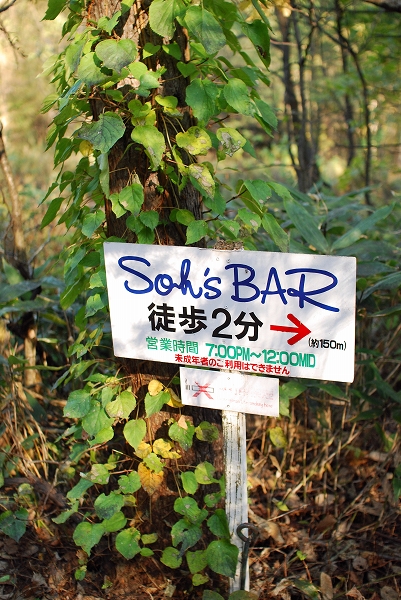 Soh's BAR
徒歩2分→
(約150m)
営業時間 7:00PM~12:00MD
未成年者のご利用はできません